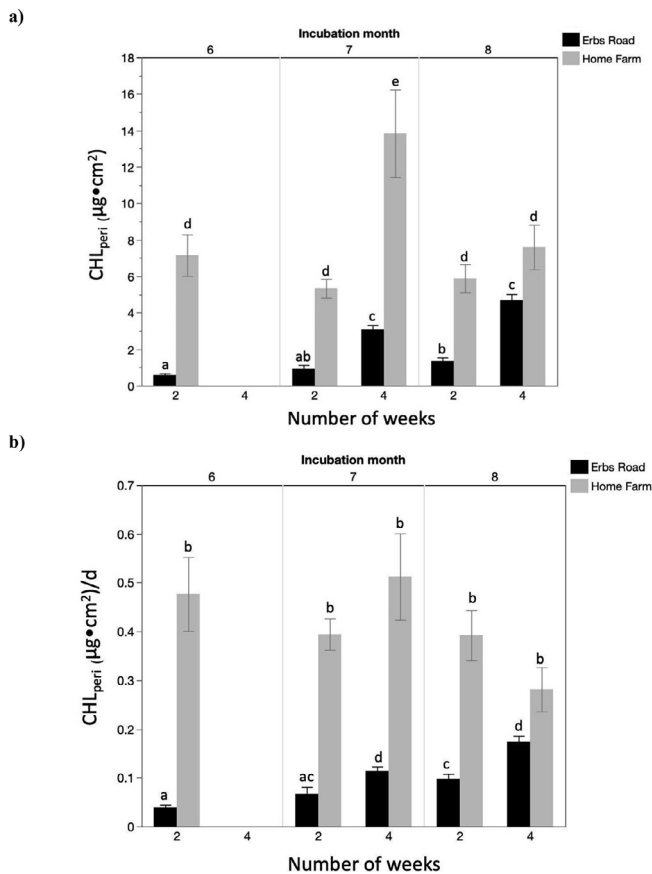 a)
Incubation month
6 7 8
Erbs Road
Home Farm
18
16
14
12
10
8
6
4
2
0
CHLperi (µg•cm²)
a d ab d c e b d c d
2 4 2 4 2 4
Number of weeks
b)
Incubation month
6 7 8
Erbs Road
Home Farm
0.7
0.6
0.5
0.4
0.3
0.2
0.1
0
CHLperi (µg•cm²)/d
a b ac b d b c b d b
2 4 2 4 2 4
Number of weeks